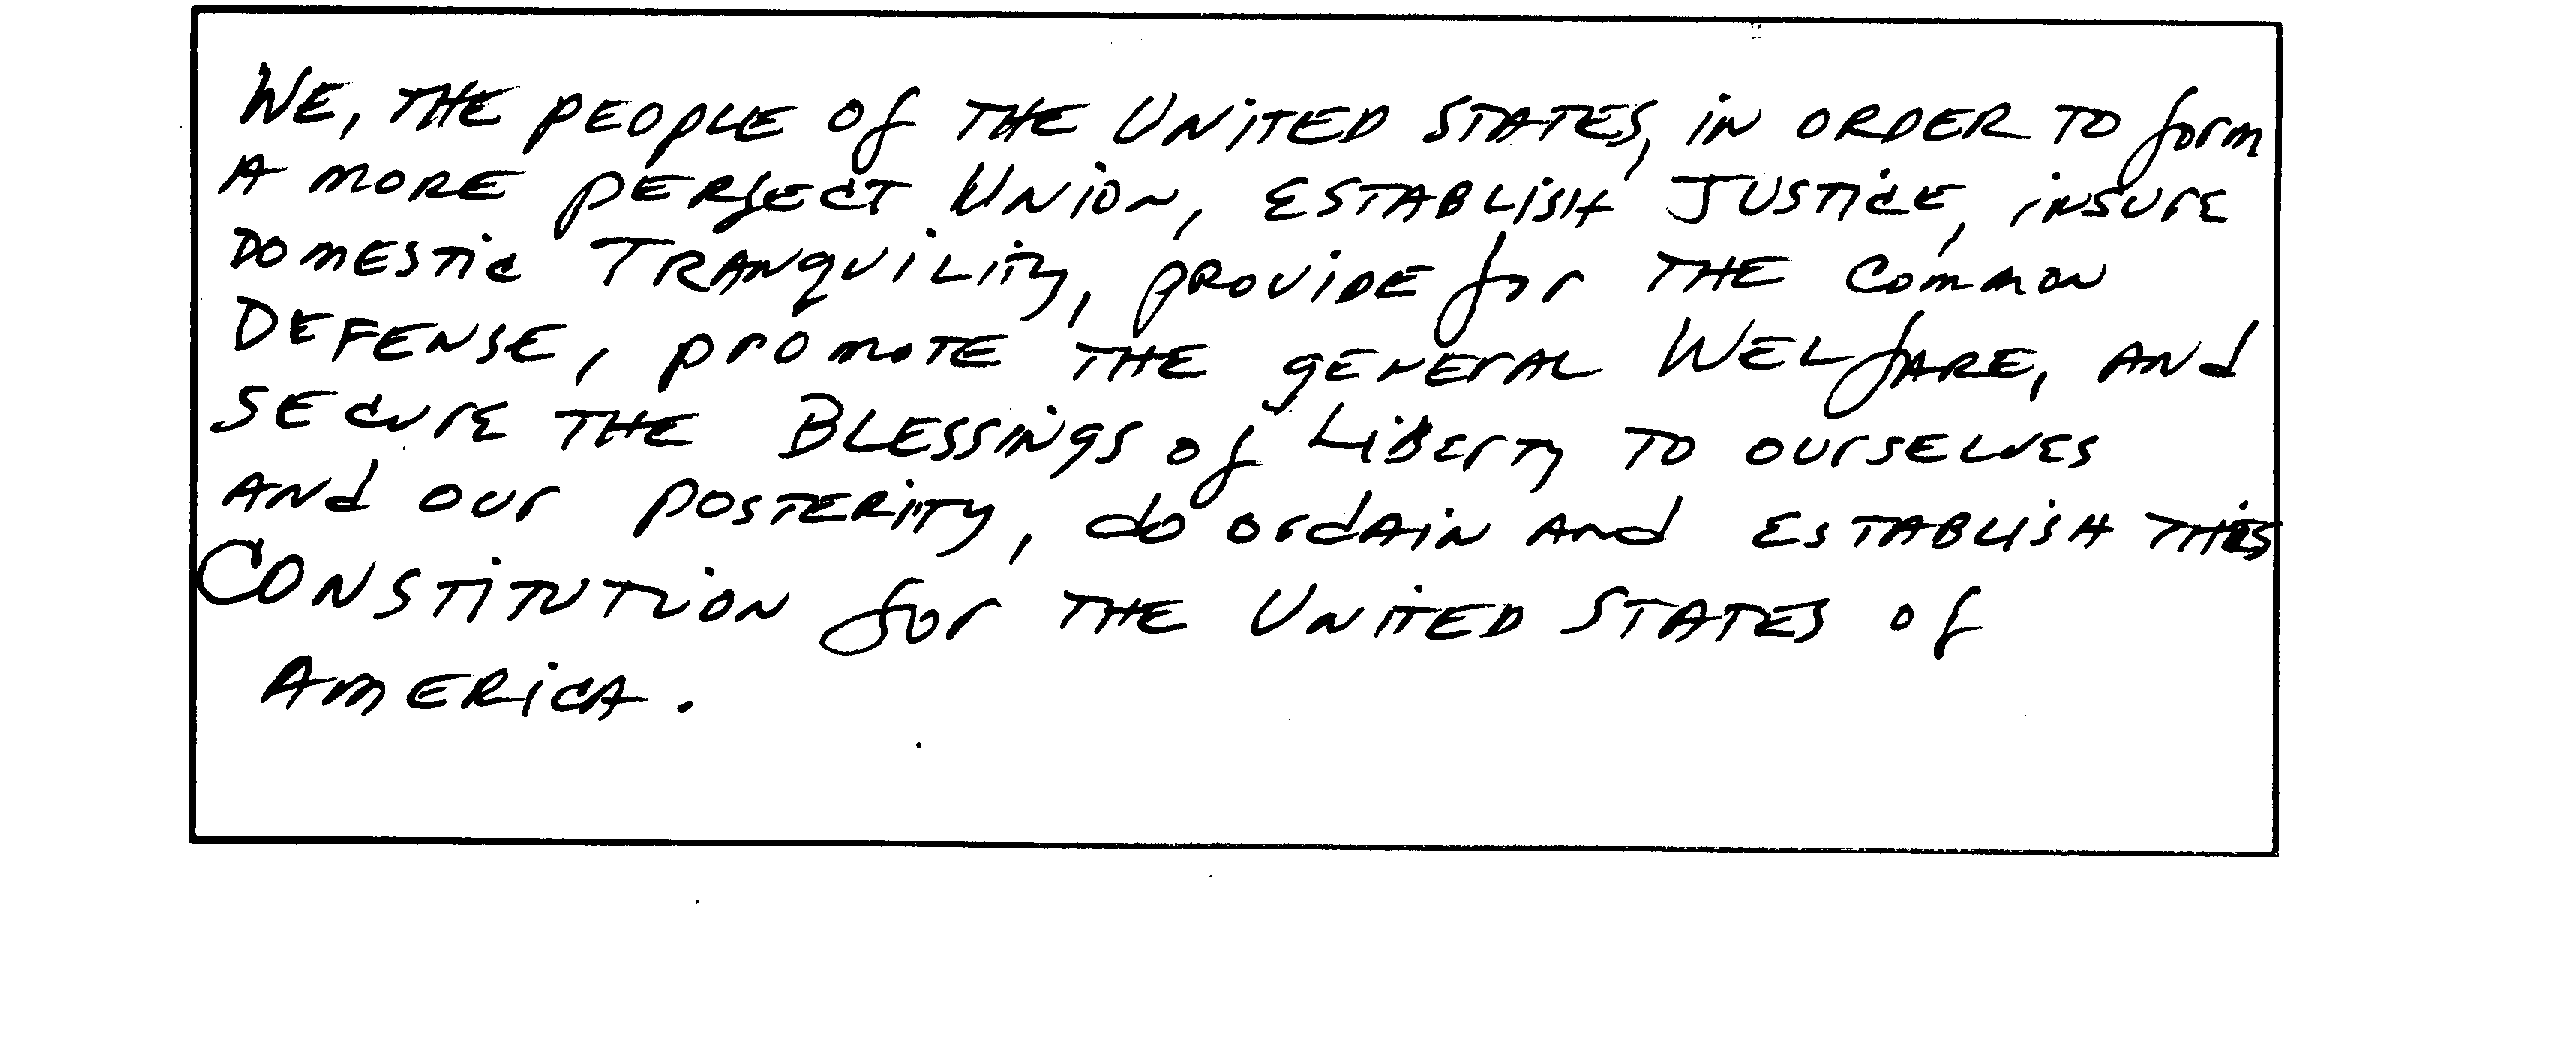 We, the people of the United States, in order to form
a more perfect Union, establish Justice, insure
domestic Tranquility, provide for the common
Defense, promote the general Welfare, and
secure the Blessings of Liberty to ourselves
and our posterity, do ordain and establish this
Constitution for the United States of
America.